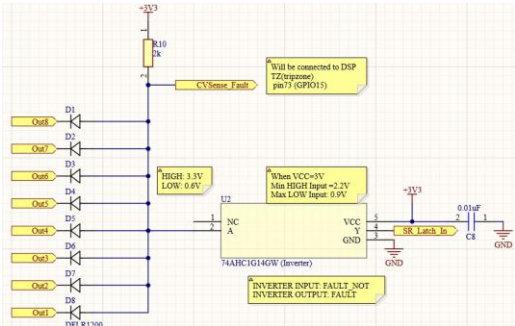 +3V3
1
R10
2k
2
CVSense_Fault
Will be connected to DSP
TZ(tripzone)
pin73 (GPIO15)
D1
Out8
D2
Out7
D3
Out6
D4
Out5
D5
Out4
D6
Out3
D7
Out2
D8
Out1
DFLR1200
HIGH: 3.3V
LOW: 0.6V
When VCC=3V
Min HIGH Input =2.2V
Max LOW Input: 0.9V
U2
1
NC
2
A
VCC
5
Y
4
GND
3
74AHC1G14GW (Inverter)
+3V3
SR_Latch_In
GND
0.01uF
2
1
C8
GND
INVERTER INPUT: FAULT_NOT
INVERTER OUTPUT: FAULT